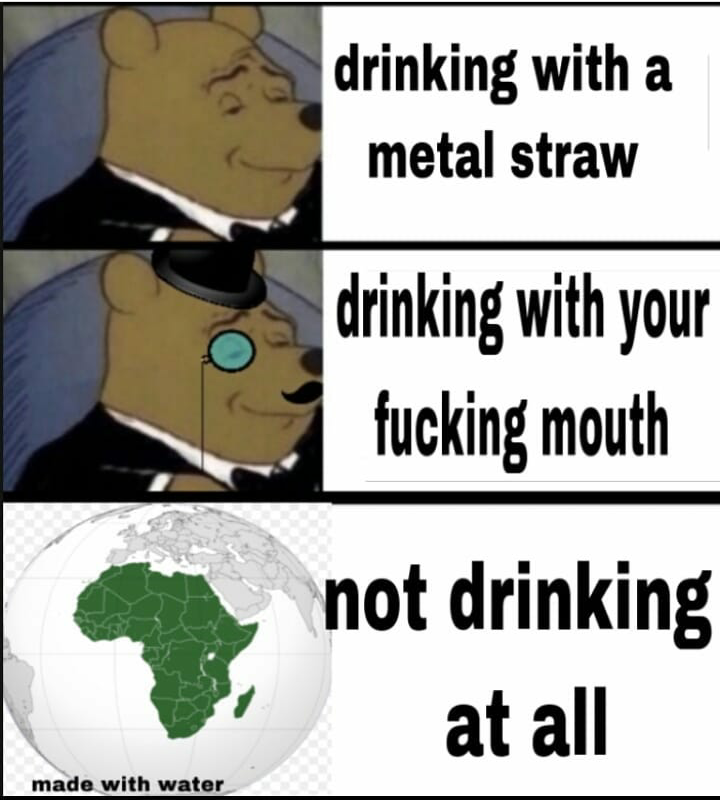 drinking with a
metal straw
drinking with your
fucking mouth
not drinking
at all
made with water